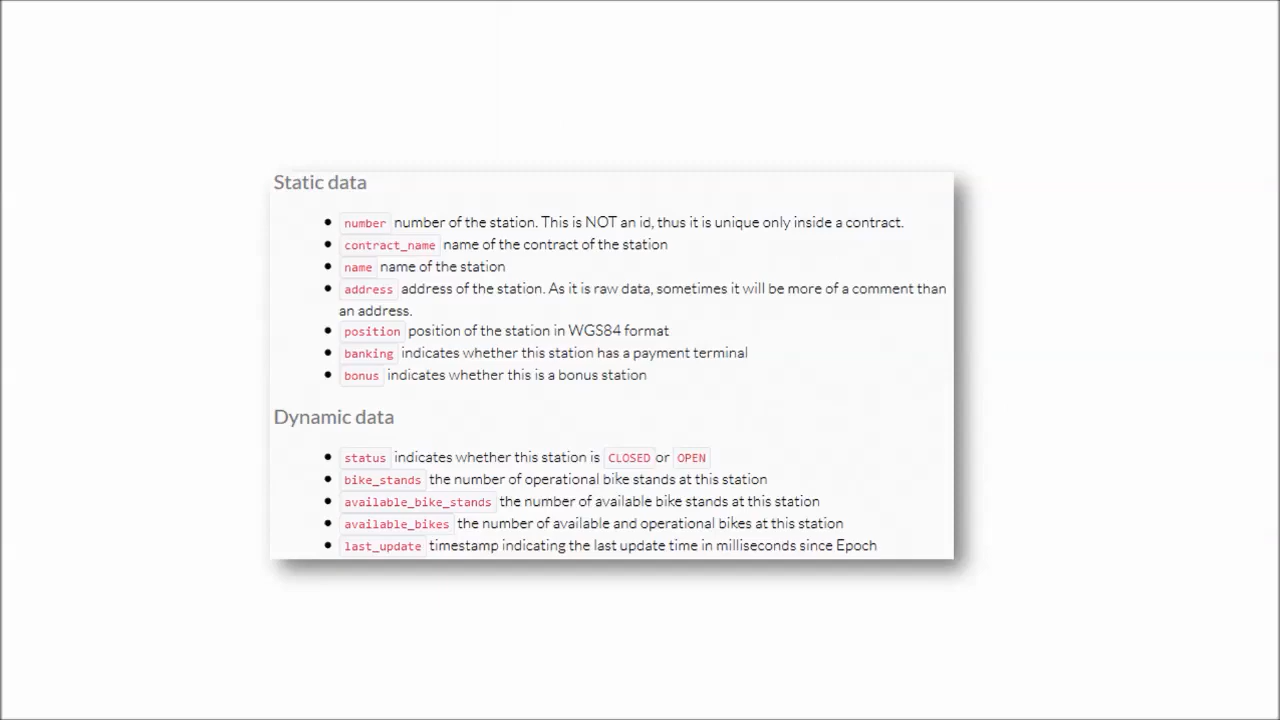 Static data
number number of the station. This is NOT an id, thus it is unique only inside a contract.
contract_name name of the contract of the station
name name of the station
address address of the station. As it is raw data, sometimes it will be more of a comment than
an address.
position position of the station in WGS84 format
banking indicates whether this station has a payment terminal
bonus indicates whether this is a bonus station
Dynamic data
status indicates whether this station is CLOSED or OPEN
bike_stands the number of operational bike stands at this station
available_bike_stands the number of available bike stands at this station
available_bikes the number of available and operational bikes at this station
last_update timestamp indicating the last update time in milliseconds since Epoch